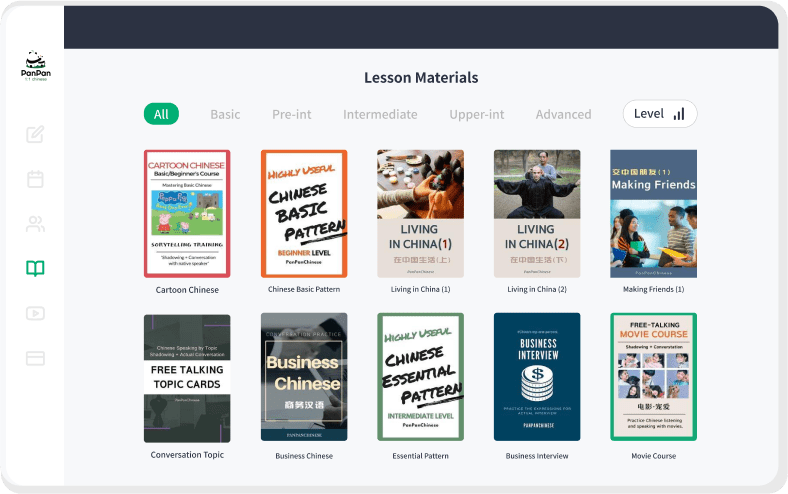 PanPan
1:1 chinese
Lesson Materials
All
Basic
Pre-int
Intermediate
Upper-int
Advanced
Level
CARTOON CHINESE
Basic/Beginner's Course
Mastering Basic Chinese
Peppa Pig
STORYTELLING TRAINING
"Shadowing + Conversation
with native speaker"
Cartoon Chinese
HIGHLY USEFUL
CHINESE
BASIC
PATTERN
BEGINNER LEVEL
PanPanChinese
Chinese Basic Pattern
LIVING
IN CHINA(1)
在中国生活(上)
PanPanChinese
Living in China (1)
LIVING
IN CHINA(2)
在中国生活(下)
PanPanChinese
Living in China (2)
交中国朋友(1)
Making Friends
PanPanChinese
Making Friends (1)
Chinese Speaking by Topic
Shadowing + Actual Conversation
FREE TALKING
TOPIC CARDS
PanPanChinese
Conversation Topic
CONVERSATION PRACTICE
Business
Chinese
商务汉语
PANPANCHINESE
Business Chinese
HIGHLY USEFUL
CHINESE
ESSENTIAL
PATTERN
INTERMEDIATE LEVEL
PanPanChinese
Essential Pattern
BUSINESS
INTERVIEW
PRACTICE THE EXPRESSIONS FOR
ACTUAL INTERVIEW
PANPANCHINESE
Business Interview
FREE-TALKING
MOVIE COURSE
Shadowing + Conversation
电影·宠爱
Practice Chinese listening
and speaking with movies.
Movie Course